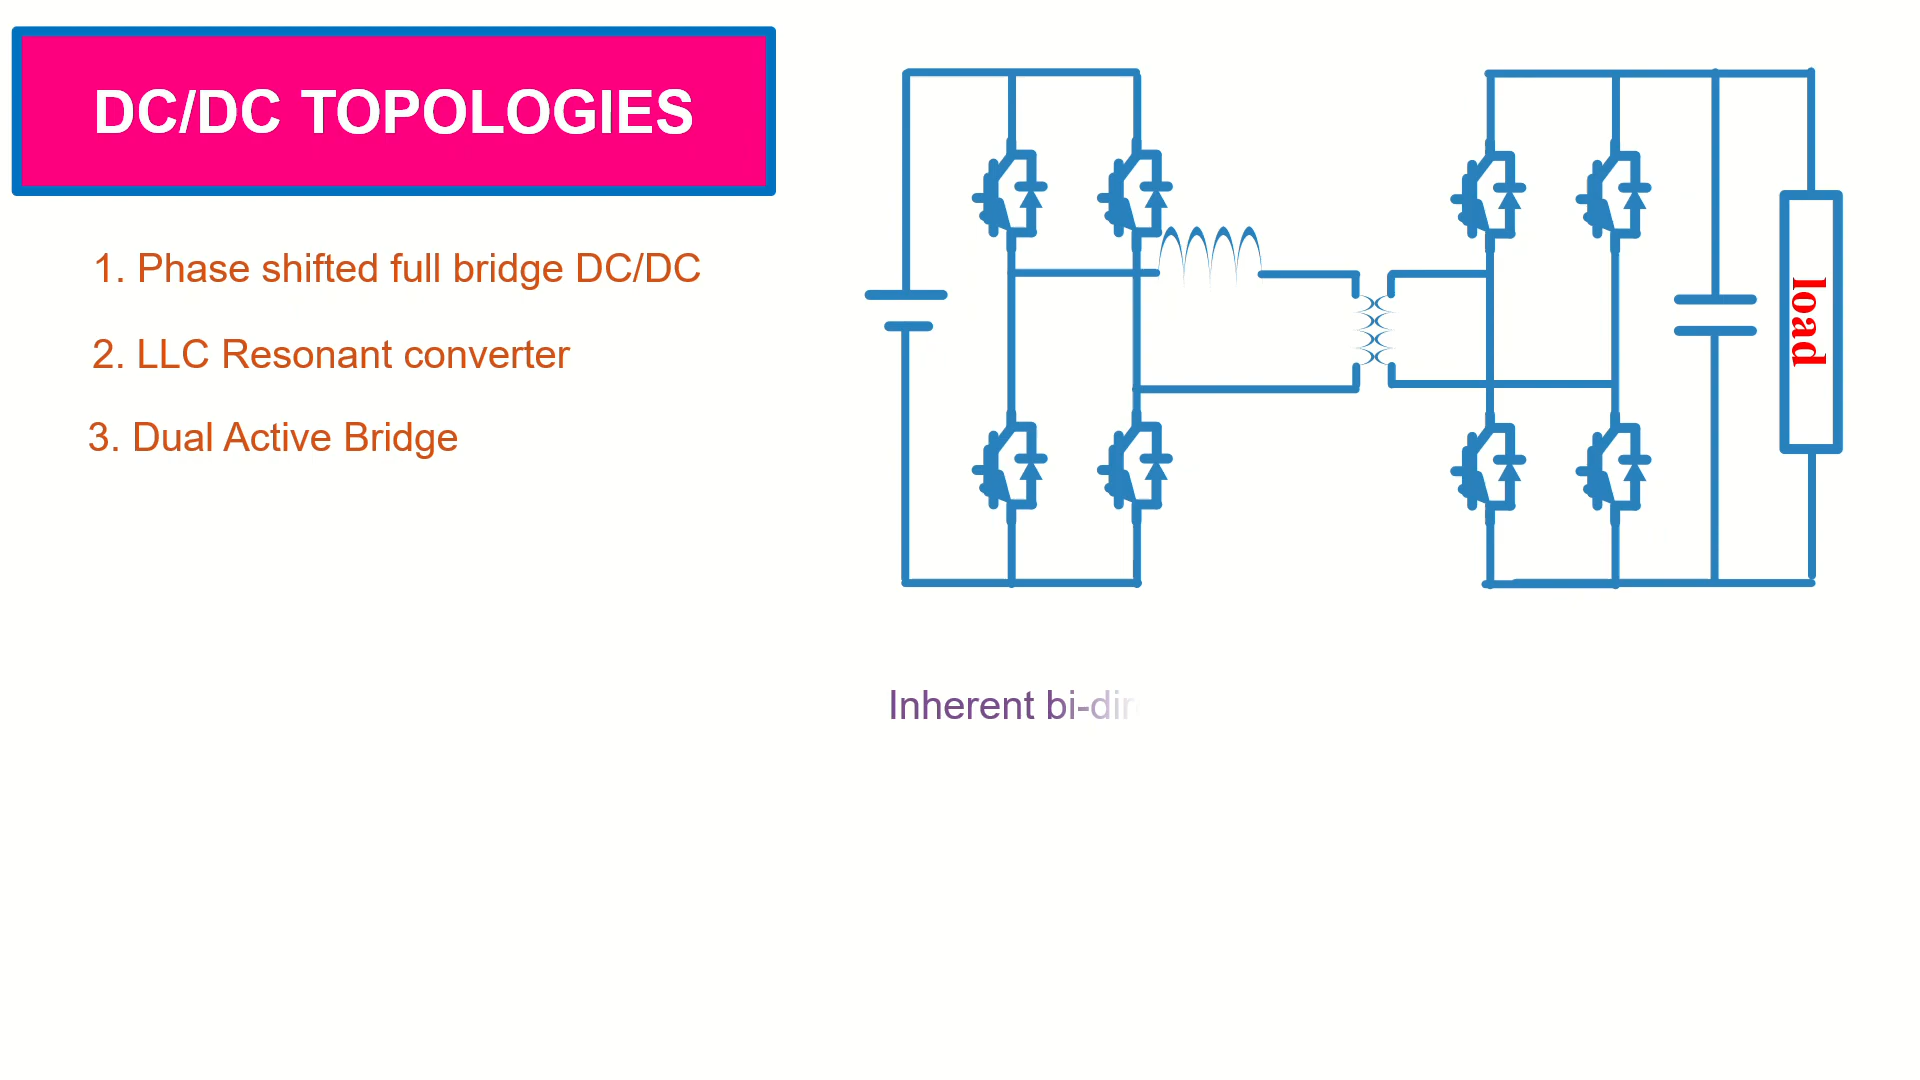 DC/DC TOPOLOGIES
1. Phase shifted full bridge DC/DC
2. LLC Resonant converter
3. Dual Active Bridge
load
Inherent bi-dir